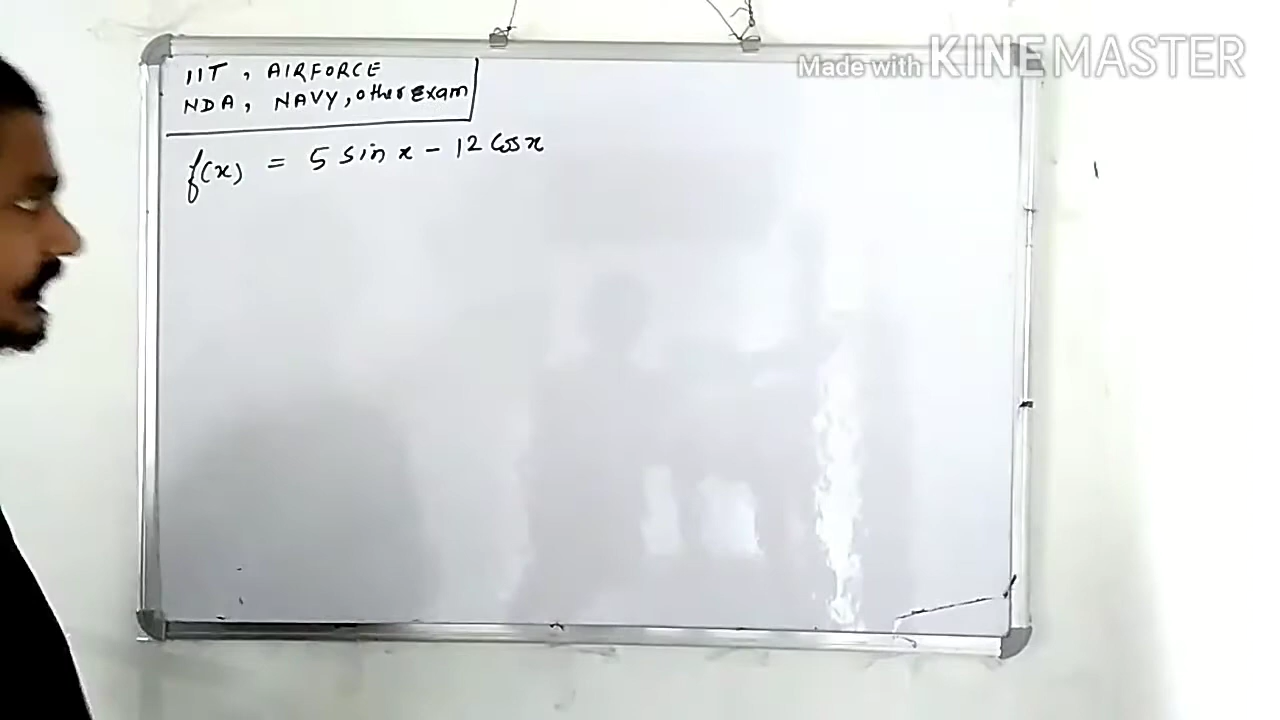 Made with KINEMASTER
IIT, AIRFORCE
NDA, NAVY, other Exam
f(x) = 5 sin x - 12 cos x